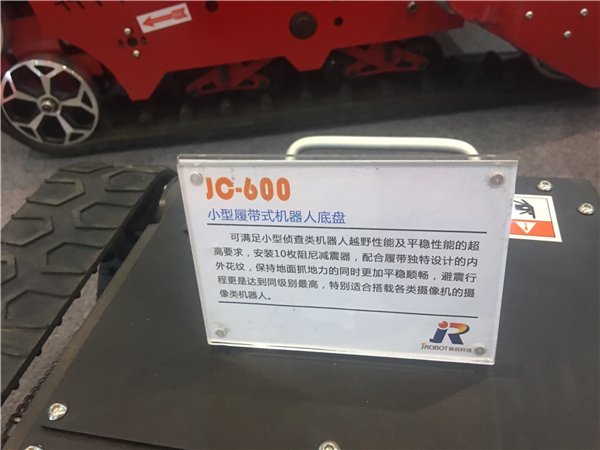 JC-600
小型履带式机器人底盘
可满足小型侦查类机器人越野性能及平稳性能的超
高要求，安装10枚阻尼减震器，配合履带独特设计的内
外花纹，保持地面抓地力的同时更加平稳顺畅，避震行
程更是达到同级别最高，特别适合搭载各类摄像机的摄
像类机器人。
JR
JROBOT